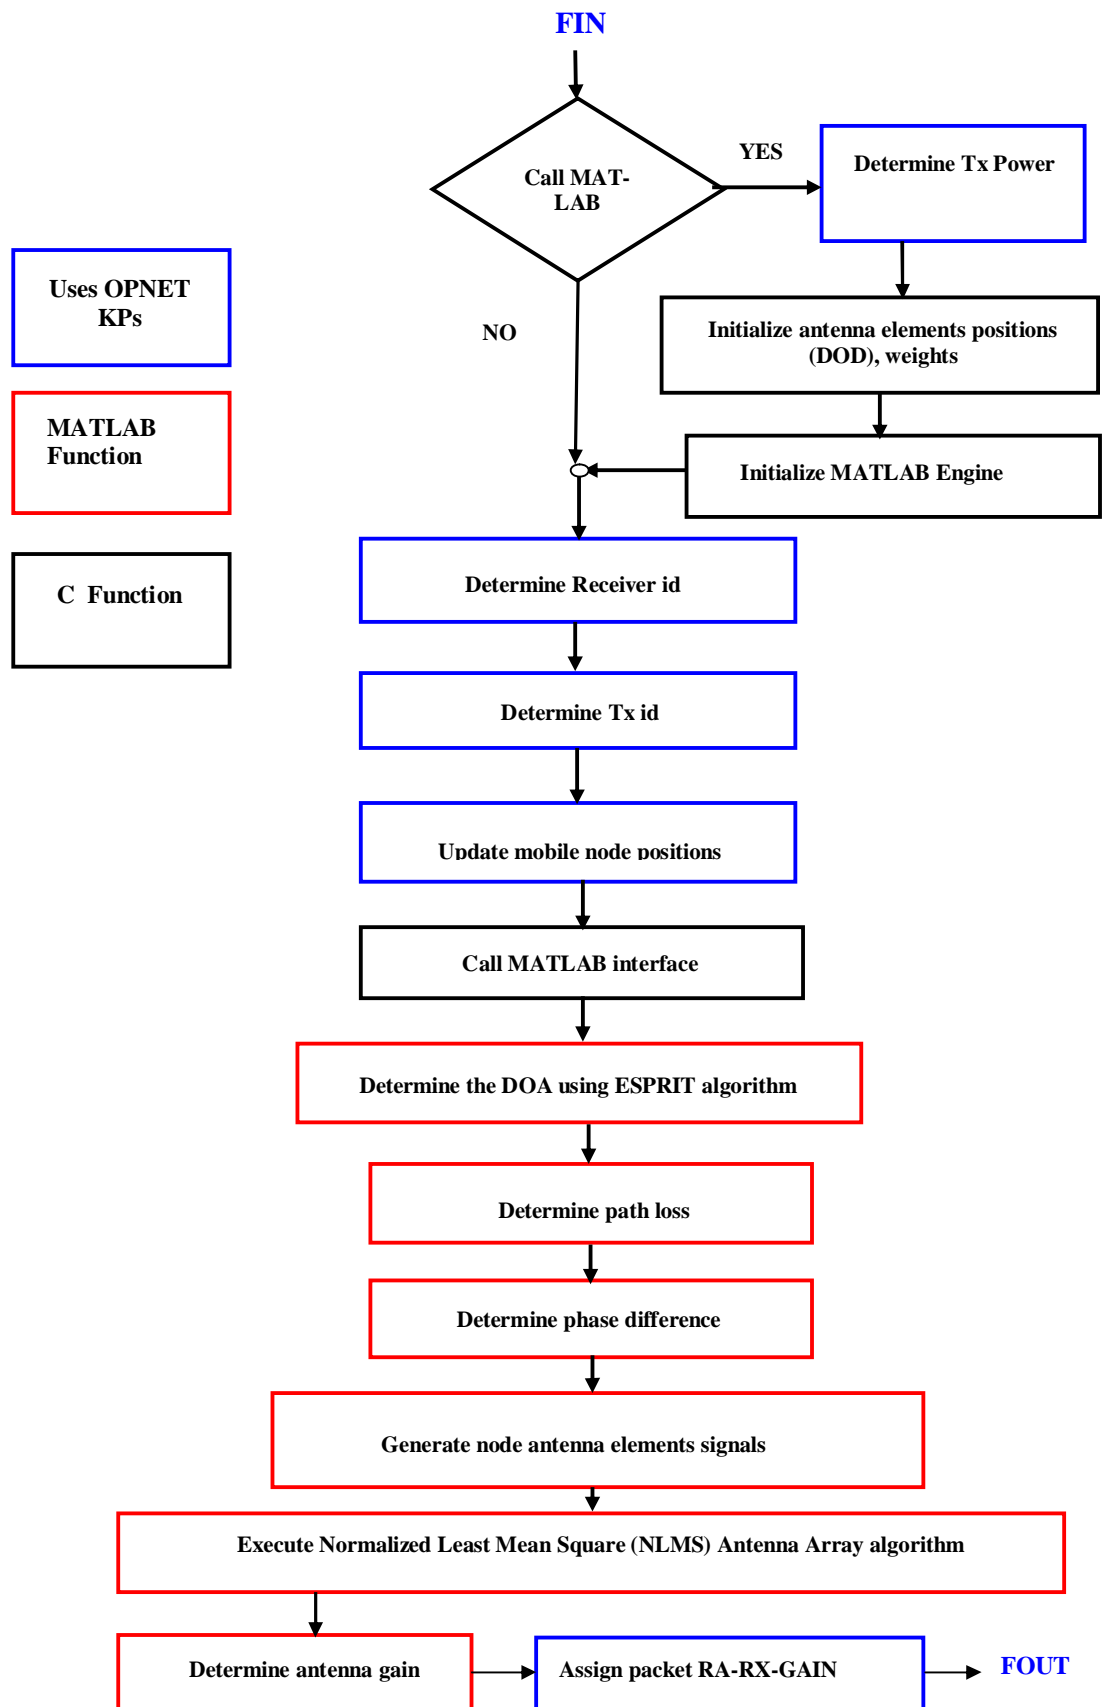 FIN
Call MAT-
LAB
YES
Determine Tx Power
Uses OPNET
KPs
NO
Initialize antenna elements positions
(DOD), weights
MATLAB
Function
Initialize MATLAB Engine
C Function
Determine Receiver id
Determine Tx id
Update mobile node positions
Call MATLAB interface
Determine the DOA using ESPRIT algorithm
Determine path loss
Determine phase difference
Generate node antenna elements signals
Execute Normalized Least Mean Square (NLMS) Antenna Array algorithm
Determine antenna gain
Assign packet RA-RX-GAIN
FOUT